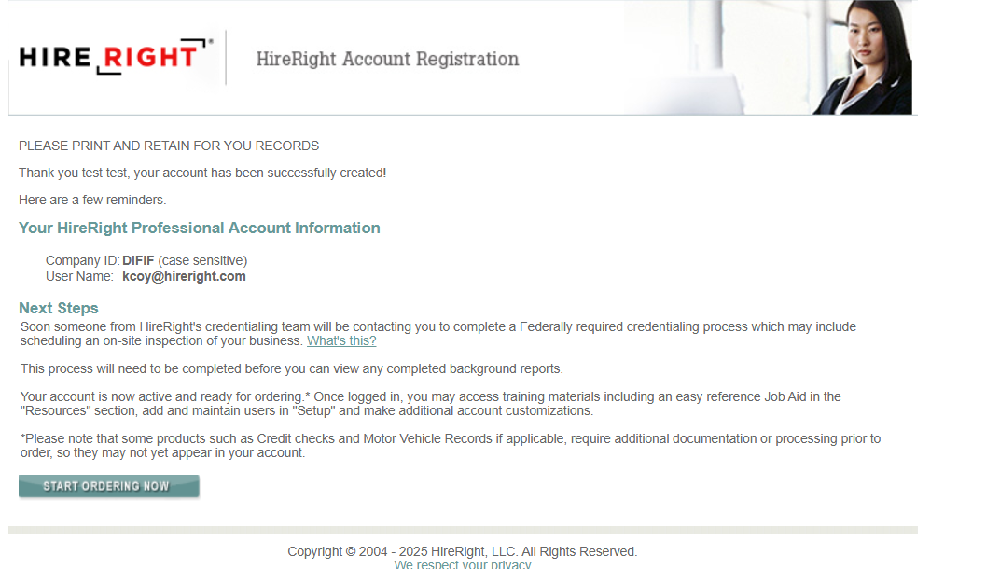 HIRE RIGHT®
HireRight Account Registration
PLEASE PRINT AND RETAIN FOR YOU RECORDS
Thank you test test, your account has been successfully created!
Here are a few reminders.
Your HireRight Professional Account Information
Company ID: DIFIF (case sensitive)
User Name: kcoy@hireright.com
Next Steps
Soon someone from HireRight's credentialing team will be contacting you to complete a Federally required credentialing process which may include
scheduling an on-site inspection of your business. What's this?
This process will need to be completed before you can view any completed background reports.
Your account is now active and ready for ordering.* Once logged in, you may access training materials including an easy reference Job Aid in the
"Resources" section, add and maintain users in "Setup" and make additional account customizations.
*Please note that some products such as Credit checks and Motor Vehicle Records if applicable, require additional documentation or processing prior to
order, so they may not yet appear in your account.
START ORDERING NOW
Copyright © 2004 - 2025 HireRight, LLC. All Rights Reserved.
We respect your privacy